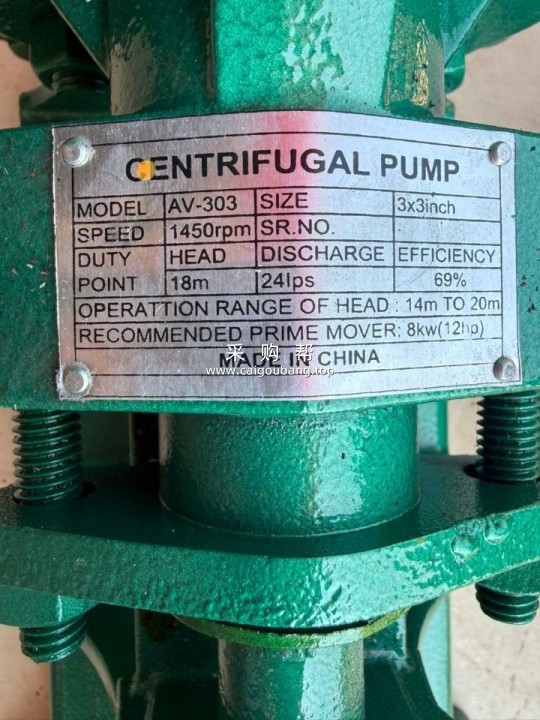 CENTRIFUGAL PUMP
MODEL AV-303 SIZE 3x3inch
SPEED 1450rpm SR.NO.
DUTY HEAD DISCHARGE EFFICIENCY
POINT 18m 24lps 69%
OPERATTION RANGE OF HEAD : 14m TO 20m
RECOMMENDED PRIME MOVER: 8kw(12hp)
采购帮
MADE IN CHINA
www.caigoubang.top